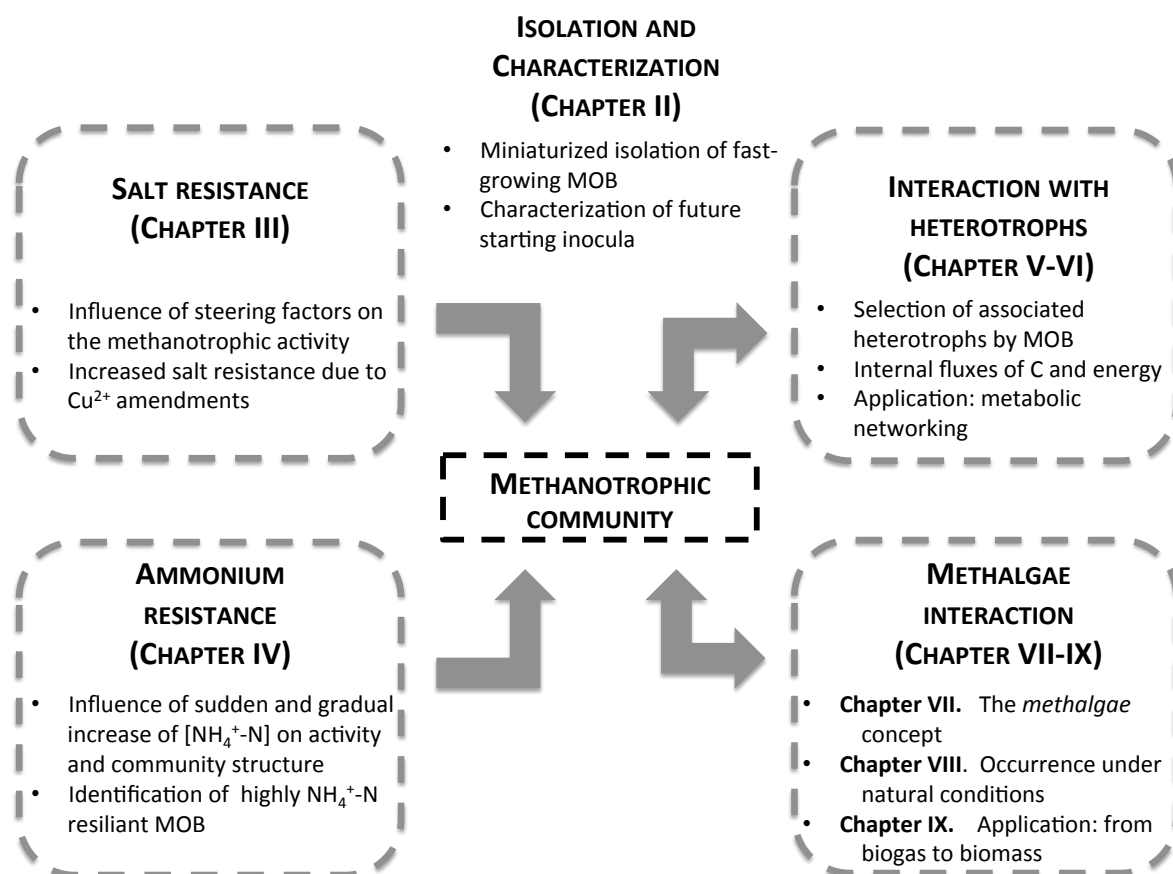 ISOLATION AND
CHARACTERIZATION
(CHAPTER II)
• Miniaturized isolation of fast-
growing MOB
• Characterization of future
starting inocula
SALT RESISTANCE
(CHAPTER III)
• Influence of steering factors on
the methanotrophic activity
• Increased salt resistance due to
Cu²⁺ amendments
INTERACTION WITH
HETEROTROPHS
(CHAPTER V-VI)
• Selection of associated
heterotrophs by MOB
• Internal fluxes of C and energy
• Application: metabolic
networking
METHANOTROPHIC
COMMUNITY
AMMONIUM
RESISTANCE
(CHAPTER IV)
• Influence of sudden and gradual
increase of [NH₄⁺-N] on activity
and community structure
• Identification of highly NH₄⁺-N
resiliant MOB
METHALGAE
INTERACTION
(CHAPTER VII-IX)
• Chapter VII. The methalgae
concept
• Chapter VIII. Occurrence under
natural conditions
• Chapter IX. Application: from
biogas to biomass